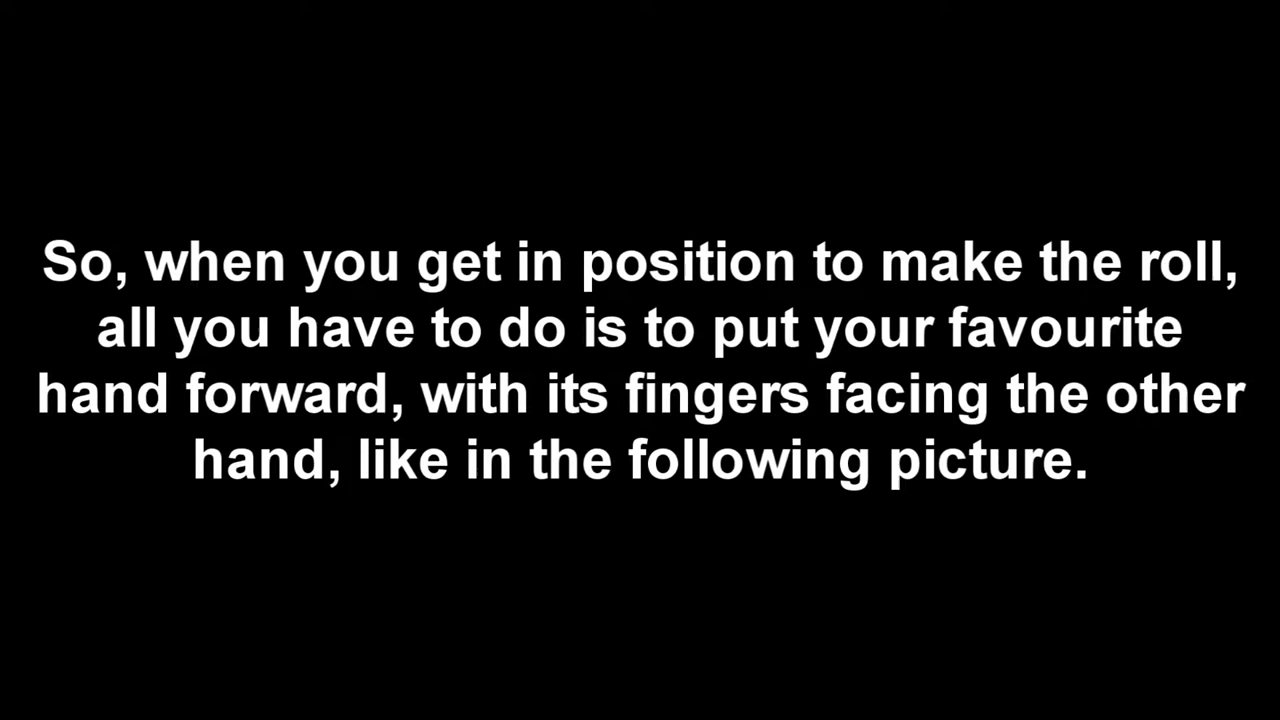 So, when you get in position to make the roll,
all you have to do is to put your favourite
hand forward, with its fingers facing the other
hand, like in the following picture.